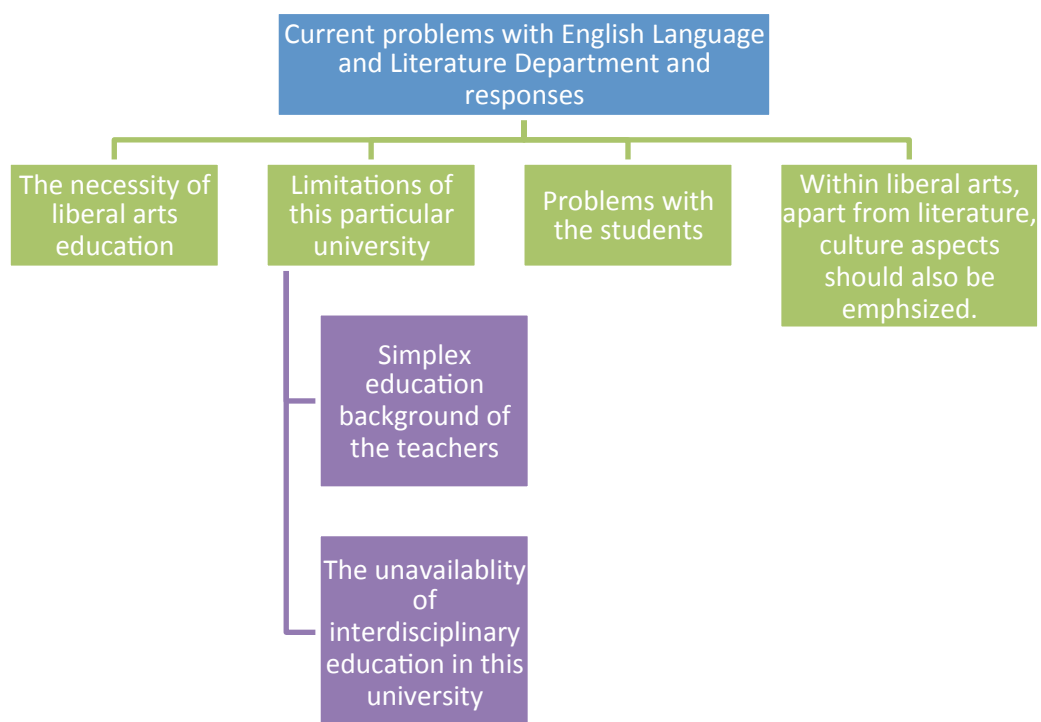 Current problems with English Language
and Literature Department and
responses
The necessity of
liberal arts
education
Limitations of
this particular
university
Problems with
the students
Within liberal arts,
apart from literature,
culture aspects
should also be
emphsized.
Simplex
education
background of
the teachers
The unavailablity
of
interdisciplinary
education in this
university